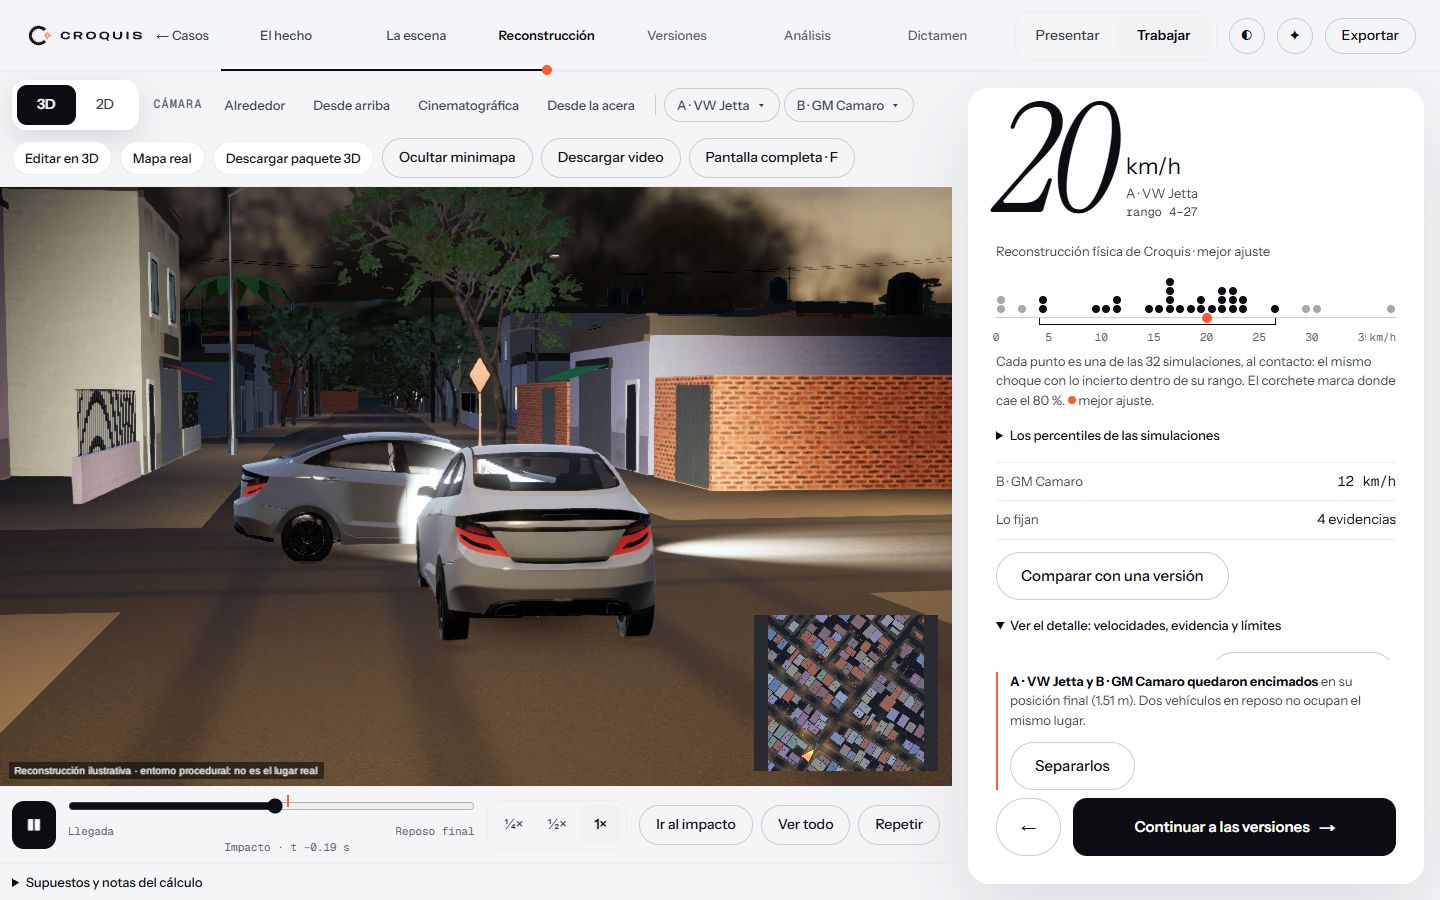 CROQUIS
← Casos
El hecho
La escena
Reconstrucción
Versiones
Análisis
Dictamen
Presentar
Trabajar
Exportar
3D
2D
CÁMARA
Alrededor
Desde arriba
Cinematográfica
Desde la acera
A · VW Jetta
B · GM Camaro
Editar en 3D
Mapa real
Descargar paquete 3D
Ocultar minimapa
Descargar video
Pantalla completa · F
Reconstrucción ilustrativa · entorno procedural: no es el lugar real
Llegada
Reposo final
Impacto · t −0.19 s
¼×
½×
1×
Ir al impacto
Ver todo
Repetir
Supuestos y notas del cálculo
20 km/h
A · VW Jetta
rango 4–27
Reconstrucción física de Croquis · mejor ajuste
0 5 10 15 20 25 30 km/h
Cada punto es una de las 32 simulaciones, al contacto: el mismo
choque con lo incierto dentro de su rango. El corchete marca donde
cae el 80 %. mejor ajuste.
Los percentiles de las simulaciones
B · GM Camaro 12 km/h
Lo fijan 4 evidencias
Comparar con una versión
Ver el detalle: velocidades, evidencia y límites
A · VW Jetta y B · GM Camaro quedaron encimados en su
posición final (1.51 m). Dos vehículos en reposo no ocupan el
mismo lugar.
Separarlos
←
Continuar a las versiones →